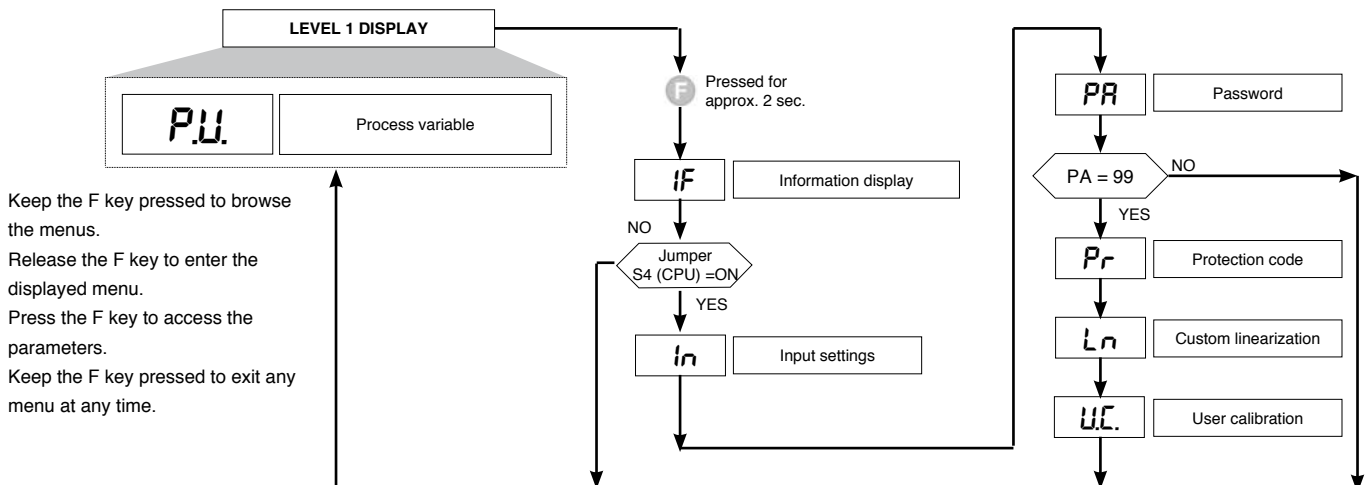 LEVEL 1 DISPLAY
P.U.
Process variable
Keep the F key pressed to browse
the menus.
Release the F key to enter the
displayed menu.
Press the F key to access the
parameters.
Keep the F key pressed to exit any
menu at any time.
F
Pressed for
approx. 2 sec.
IF
Information display
NO
Jumper
S4 (CPU) =ON
YES
In
Input settings
PA
Password
PA = 99
NO
YES
Pr
Protection code
Ln
Custom linearization
U.C.
User calibration